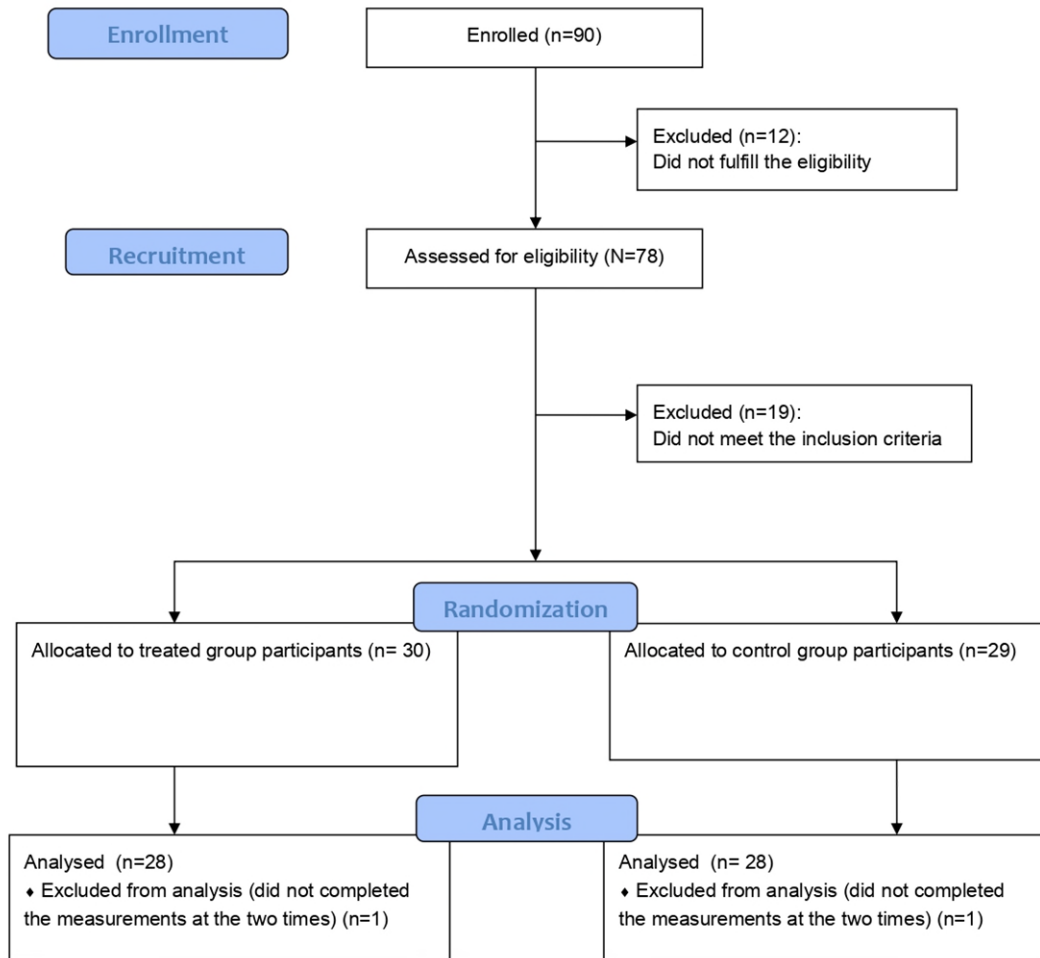 Enrollment
Enrolled (n=90)
Excluded (n=12):
Did not fulfill the eligibility
Recruitment
Assessed for eligibility (N=78)
Excluded (n=19):
Did not meet the inclusion criteria
Randomization
Allocated to treated group participants (n= 30)
Allocated to control group participants (n=29)
Analysis
Analysed  (n=28)
♦ Excluded from analysis (did not completed
the measurements at the two times) (n=1)
Analysed  (n= 28)
♦ Excluded from analysis (did not completed
the measurements at the two times) (n=1)